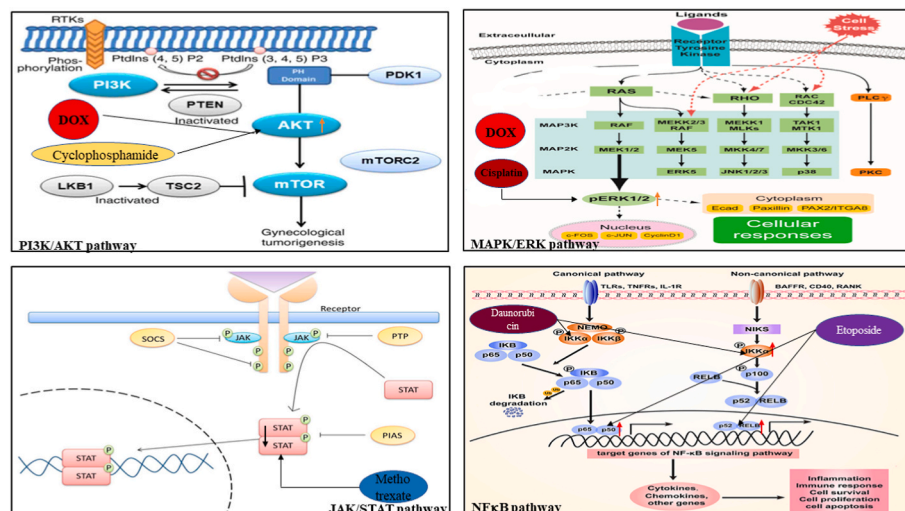 RTKs
Phos-
phorylation
PtdIns (4, 5) P2
PtdIns (3, 4, 5) P3
PI3K
PH
Domain
PDK1
PTEN
Inactivated
DOX
AKT
Cyclophosphamide
mTORC2
LKB1
TSC2
mTOR
Inactivated
Gynecological
tumorigenesis
PI3K/AKT pathway
Ligands
Cell
Stress
Extracoullular
Receptor
Tyrosine
Kinase
Cytoplasm
RAS
RHO
RAC
CDC42
PLC γ
DOX
MAP3K
RAF
MEKK2/3
RAF
MEKK1
MLKs
TAK1
MTK1
MAP2K
MEK1/2
MEK5
MKK4/7
MKK3/6
Cisplatin
MAPK
ERK5
JNK1/2/3
p38
PKC
pERK1/2
Cytoplasm
Ecad
Paxillin
PAX2/ITGA8
Nucleus
c-FOS
c-JUN
CyclinD1
Cellular
responses
MAPK/ERK pathway
Receptor
P
P
SOCS
JAK
JAK
PTP
P
P
STAT
P
STAT
STAT
P
PIAS
P
STAT
STAT
P
Metho
trexate
JAK/STAT pathway
Canonical pathway
Non-canonical pathway
TLRs, TNFRs, IL-1R
BAFFR, CD40, RANK
Daunorubi
cin
NEMO
P
P
IKKα
IKKβ
NIKS
Etoposide
IKB
p65
p50
P
IKKα
P
IKB
p65
p50
P
p100
RELB
Ub
Ub
IKB
degradation
p52
RELB
p65
p50
p52
RELB
target genes of NF-κB signaling pathway
Cytokines.
Chemokines,
other genes
Inflammation
Immune response
Cell survival
Cell proliferation
cell apoptosis
NFκB pathway